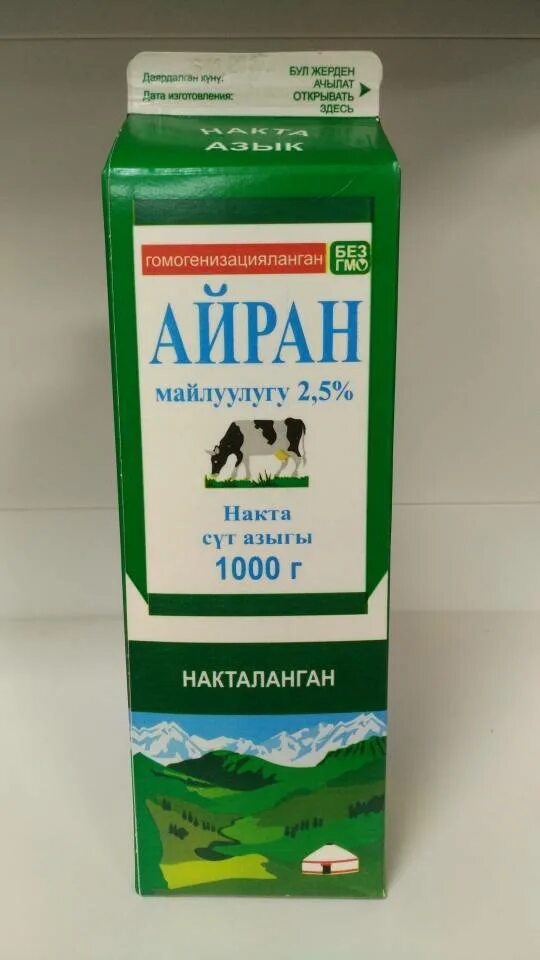 Даярдалган күнү:
Дата изготовления:
БУЛ ЖЕРДЕН
АЧЫЛАТ
ОТКРЫВАТЬ
ЗДЕСЬ
НАКТА
АЗЫК
гомогенизацияланган
БЕЗ
ГМО
АЙРАН
майлуулугу 2,5%
Накта
сүт азыгы
1000 г
НАКТАЛАНГАН